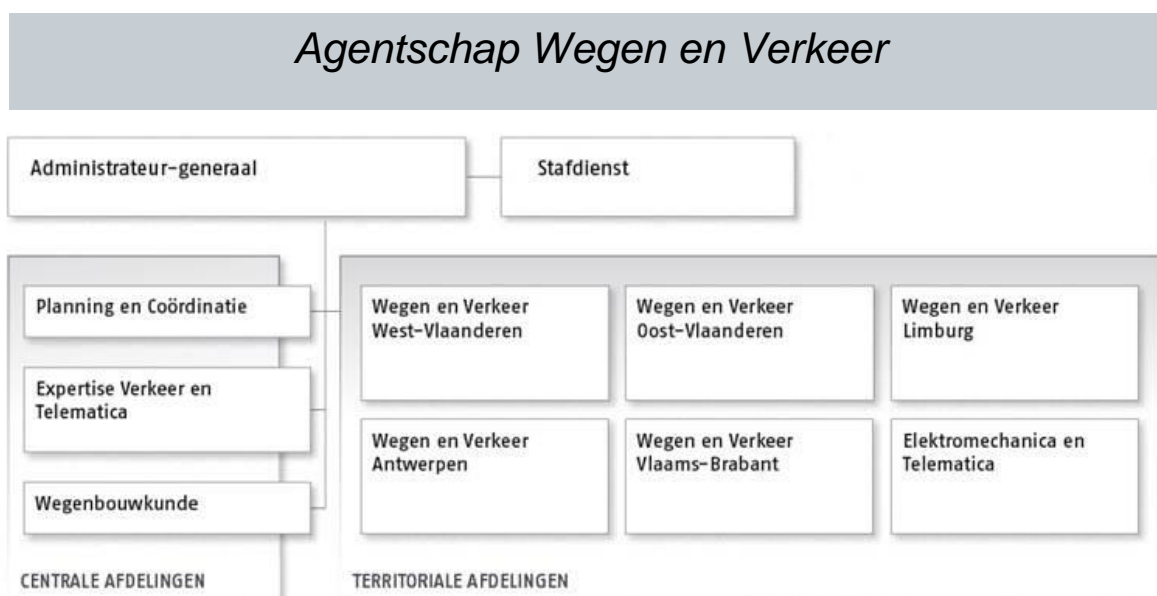 Agentschap Wegen en Verkeer
Administrateur-generaal
Stafdienst
Planning en Coördinatie
Expertise Verkeer en
Telematica
Wegenbouwkunde
CENTRALE AFDELINGEN
Wegen en Verkeer
West-Vlaanderen
Wegen en Verkeer
Oost-Vlaanderen
Wegen en Verkeer
Limburg
Wegen en Verkeer
Antwerpen
Wegen en Verkeer
Vlaams-Brabant
Elektromechanica en
Telematica
TERRITORIALE AFDELINGEN